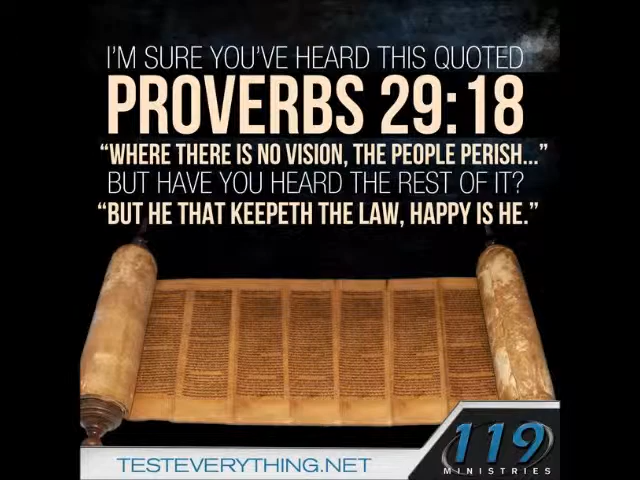 I'M SURE YOU'VE HEARD THIS QUOTED
PROVERBS 29:18
“WHERE THERE IS NO VISION, THE PEOPLE PERISH...”
BUT HAVE YOU HEARD THE REST OF IT?
“BUT HE THAT KEEPETH THE LAW, HAPPY IS HE.”
119
MINISTRIES
TESTEVERYTHING.NET